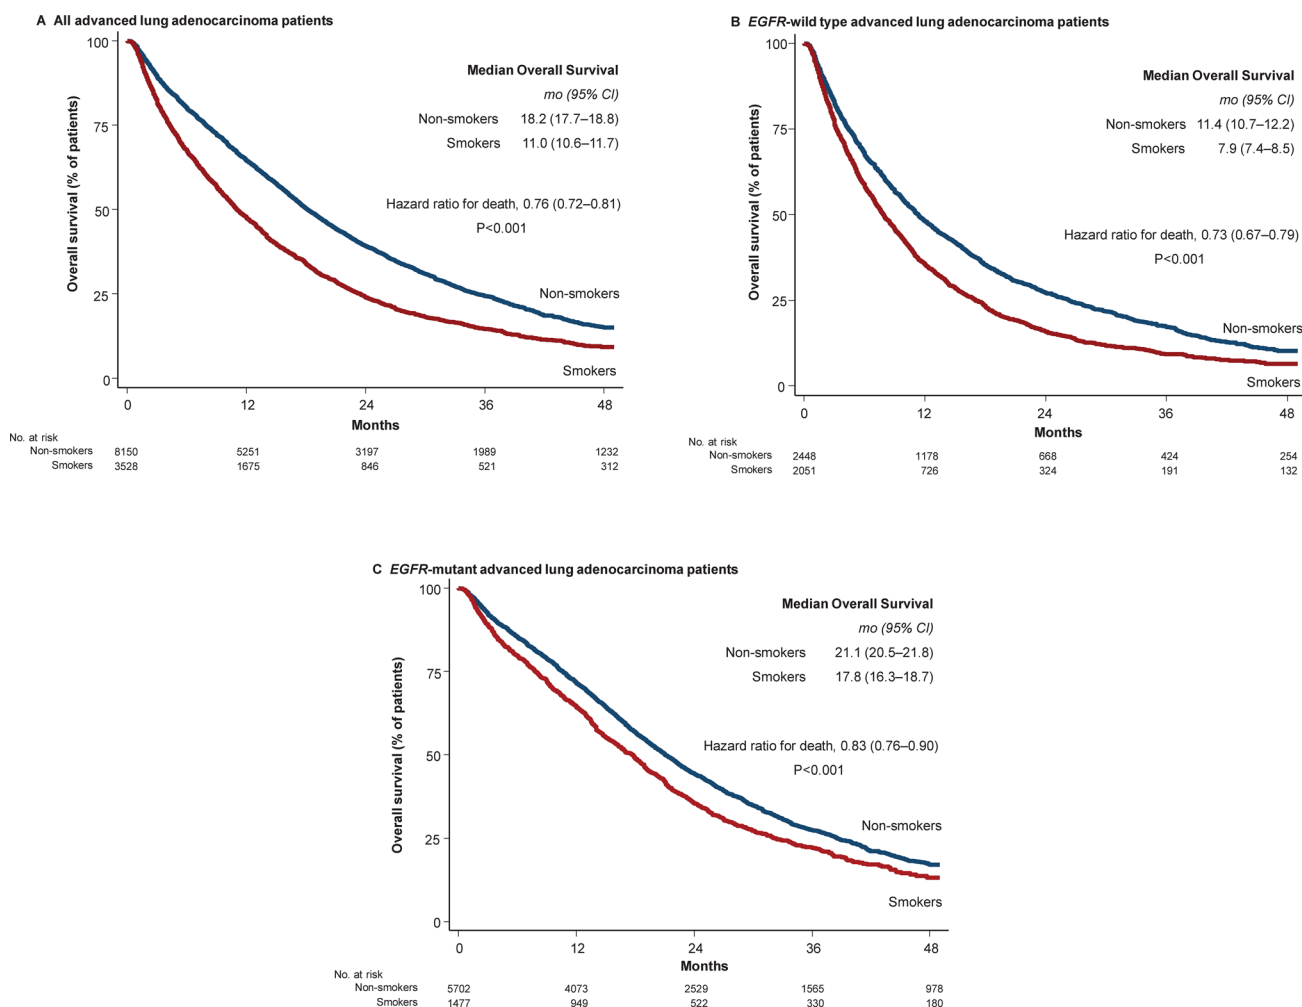 A All advanced lung adenocarcinoma patients
Overall survival (% of patients)
100
75
50
25
0
Median Overall Survival
mo (95% CI)
Non-smokers 18.2 (17.7–18.8)
Smokers 11.0 (10.6–11.7)
Hazard ratio for death, 0.76 (0.72–0.81)
P<0.001
Non-smokers
Smokers
0 12 24 36 48
Months
No. at risk
Non-smokers 8150 5251 3197 1989 1232
Smokers 3528 1675 846 521 312
B EGFR-wild type advanced lung adenocarcinoma patients
Overall survival (% of patients)
100
75
50
25
0
Median Overall Survival
mo (95% CI)
Non-smokers 11.4 (10.7–12.2)
Smokers 7.9 (7.4–8.5)
Hazard ratio for death, 0.73 (0.67–0.79)
P<0.001
Non-smokers
Smokers
0 12 24 36 48
Months
No. at risk
Non-smokers 2448 1178 668 424 254
Smokers 2051 726 324 191 132
C EGFR-mutant advanced lung adenocarcinoma patients
Overall survival (% of patients)
100
75
50
25
0
Median Overall Survival
mo (95% CI)
Non-smokers 21.1 (20.5–21.8)
Smokers 17.8 (16.3–18.7)
Hazard ratio for death, 0.83 (0.76–0.90)
P<0.001
Non-smokers
Smokers
0 12 24 36 48
Months
No. at risk
Non-smokers 5702 4073 2529 1565 978
Smokers 1477 949 522 330 180